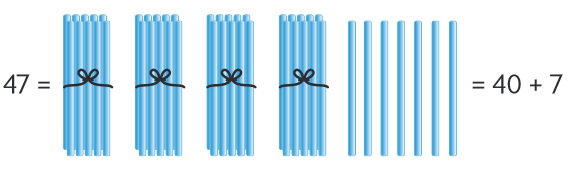 47 = = 40 + 7